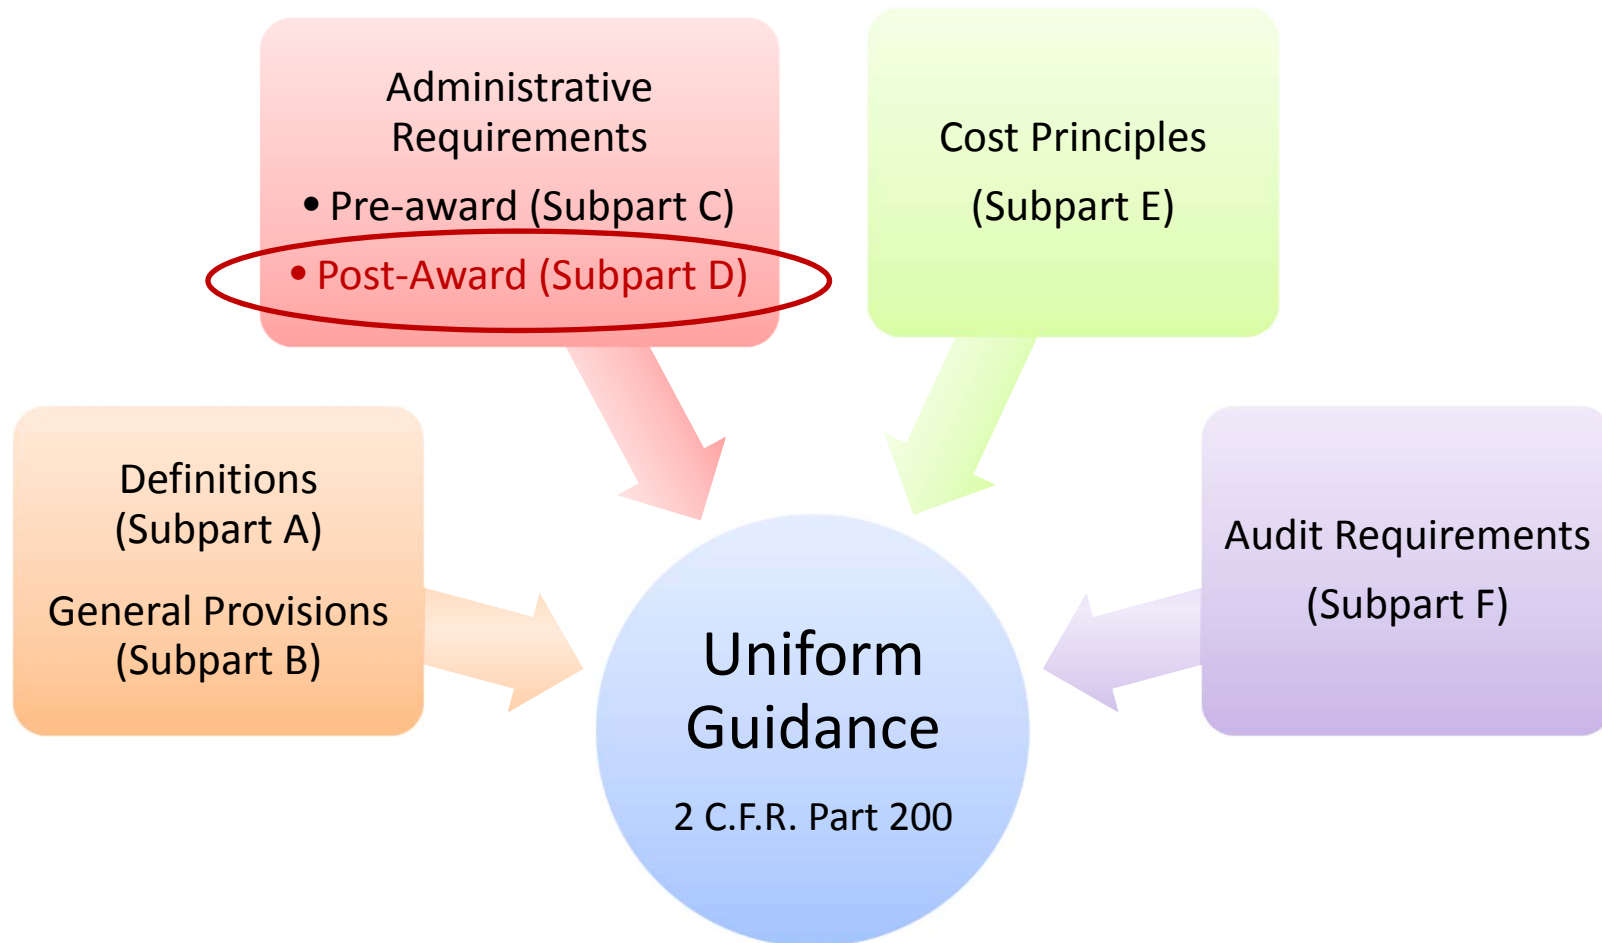 Administrative
Requirements
• Pre-award (Subpart C)
• Post-Award (Subpart D)
Cost Principles
(Subpart E)
Definitions
(Subpart A)
General Provisions
(Subpart B)
Audit Requirements
(Subpart F)
Uniform
Guidance
2 C.F.R. Part 200